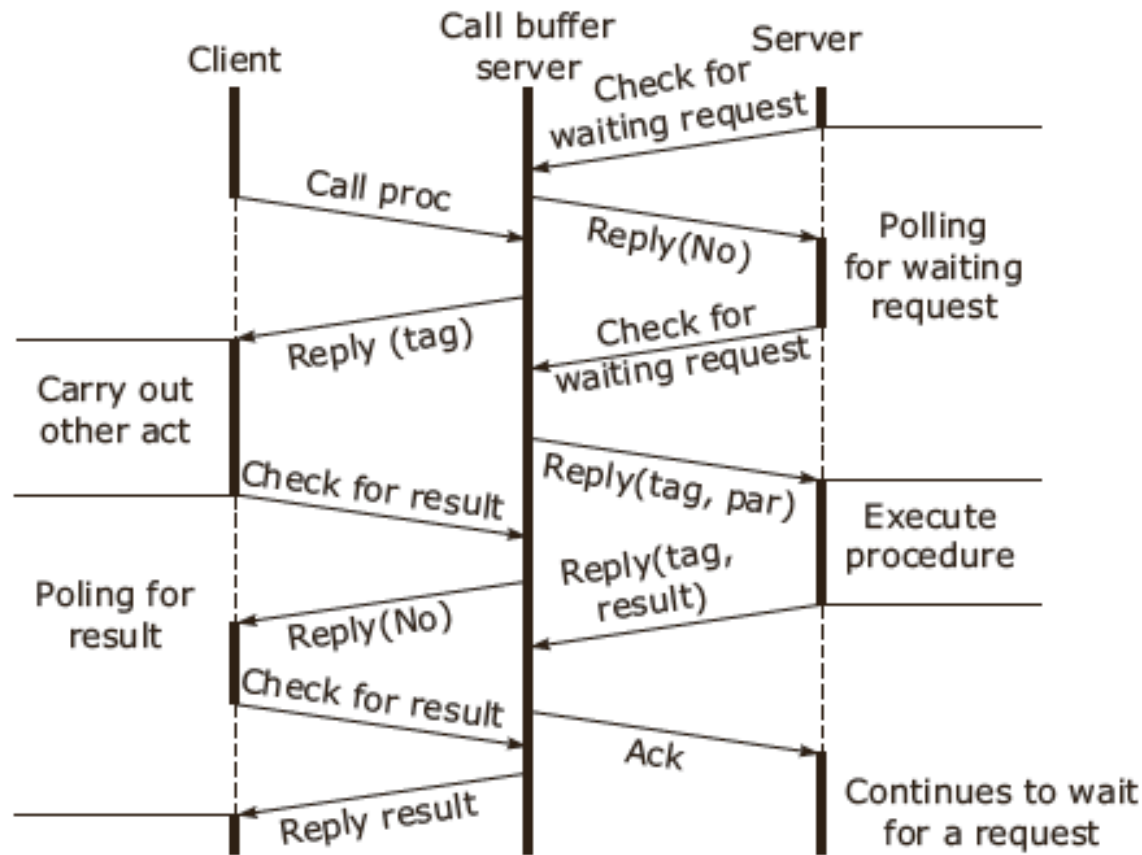 Client
Call buffer
server
Server
Check for
waiting request
Call proc
Reply(No)
Polling
for waiting
request
Reply (tag)
Check for
waiting request
Carry out
other act
Check for result
Reply(tag, par)
Execute
procedure
Reply(tag,
result)
Poling for
result
Reply(No)
Check for result
Ack
Reply result
Continues to wait
for a request